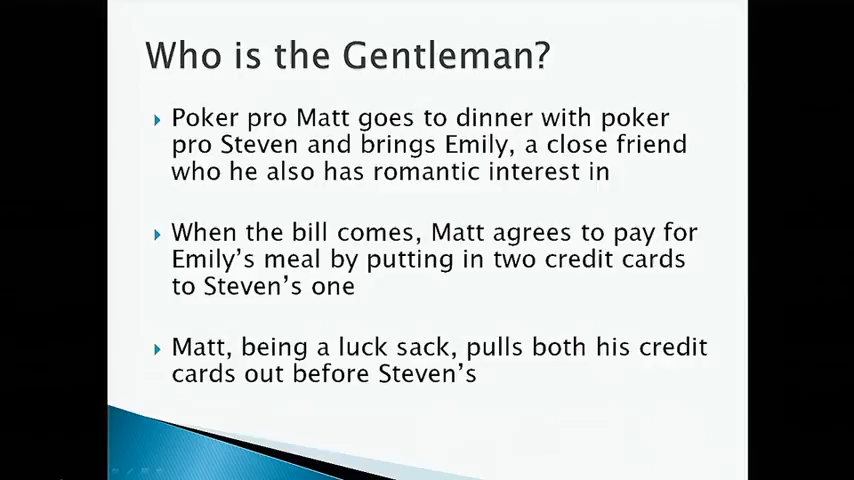 Who is the Gentleman?
Poker pro Matt goes to dinner with poker
pro Steven and brings Emily, a close friend
who he also has romantic interest in
When the bill comes, Matt agrees to pay for
Emily's meal by putting in two credit cards
to Steven's one
Matt, being a luck sack, pulls both his credit
cards out before Steven's